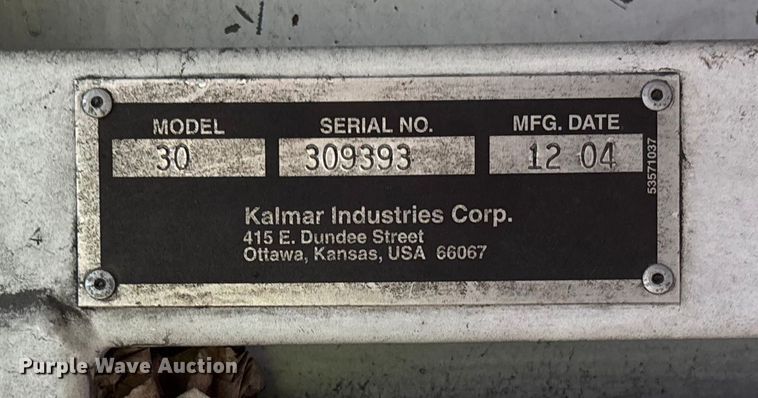 MODEL SERIAL NO. MFG. DATE
30 309393 12 04
53571037
Kalmar Industries Corp.
415 E. Dundee Street
Ottawa, Kansas, USA 66067
4
Purple Wave Auction